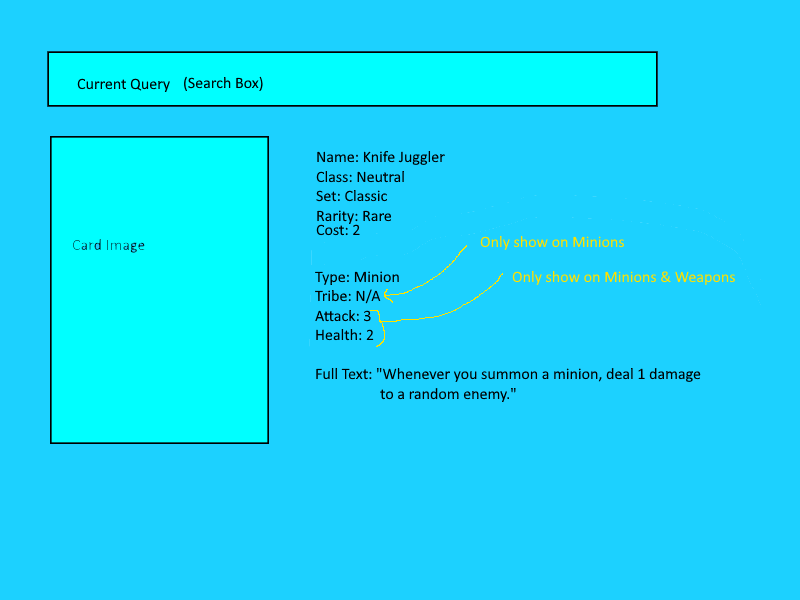 Current Query (Search Box)
Name: Knife Juggler
Class: Neutral
Set: Classic
Rarity: Rare
Cost: 2
Card Image
Only show on Minions
Type: Minion
Only show on Minions & Weapons
Tribe: N/A
Attack: 3
Health: 2
Full Text: "Whenever you summon a minion, deal 1 damage
to a random enemy."